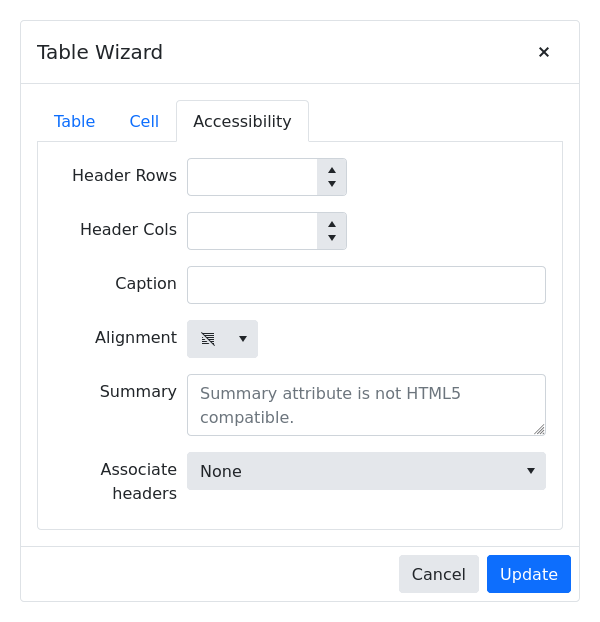 Table Wizard
Table
Cell
Accessibility
Header Rows
Header Cols
Caption
Alignment
Summary
Summary attribute is not HTML5
compatible.
Associate
headers
None
Cancel
Update